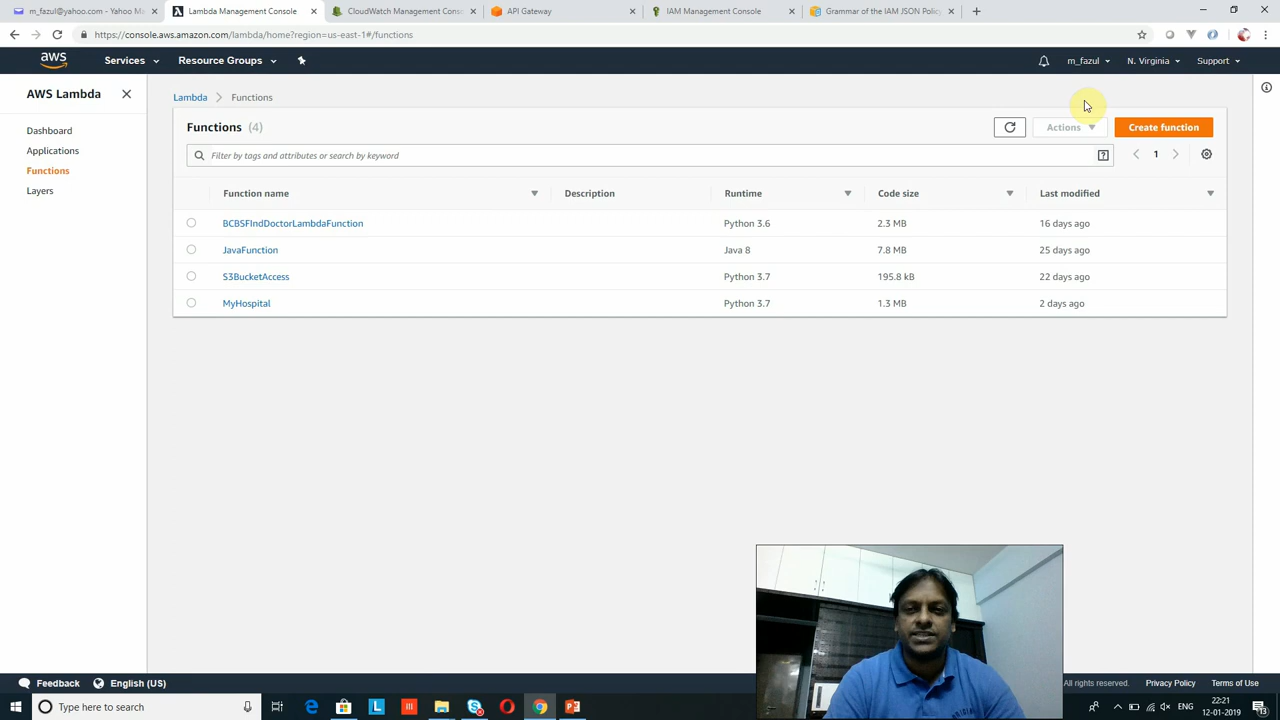 m_fazul@yahoo.com - Yahoo M
Lambda Management Console
CloudWatch Management Cons
API Gateway
IAM Management Console
Grammar of the IAM JSON Policy
https://console.aws.amazon.com/lambda/home?region=us-east-1#/functions
aws
Services
Resource Groups
m_fazul
N. Virginia
Support
AWS Lambda
Dashboard
Applications
Functions
Layers
Lambda
Functions
Functions (4)
Actions
Create function
Filter by tags and attributes or search by keyword
?
1
Function name
Description
Runtime
Code size
Last modified
BCBSFIndDoctorLambdaFunction
Python 3.6
2.3 MB
16 days ago
JavaFunction
Java 8
7.8 MB
25 days ago
S3BucketAccess
Python 3.7
195.8 kB
22 days ago
MyHospital
Python 3.7
1.3 MB
2 days ago
Feedback
English (US)
All rights reserved.
Privacy Policy
Terms of Use
Type here to search
ENG
22:21
12-01-2019